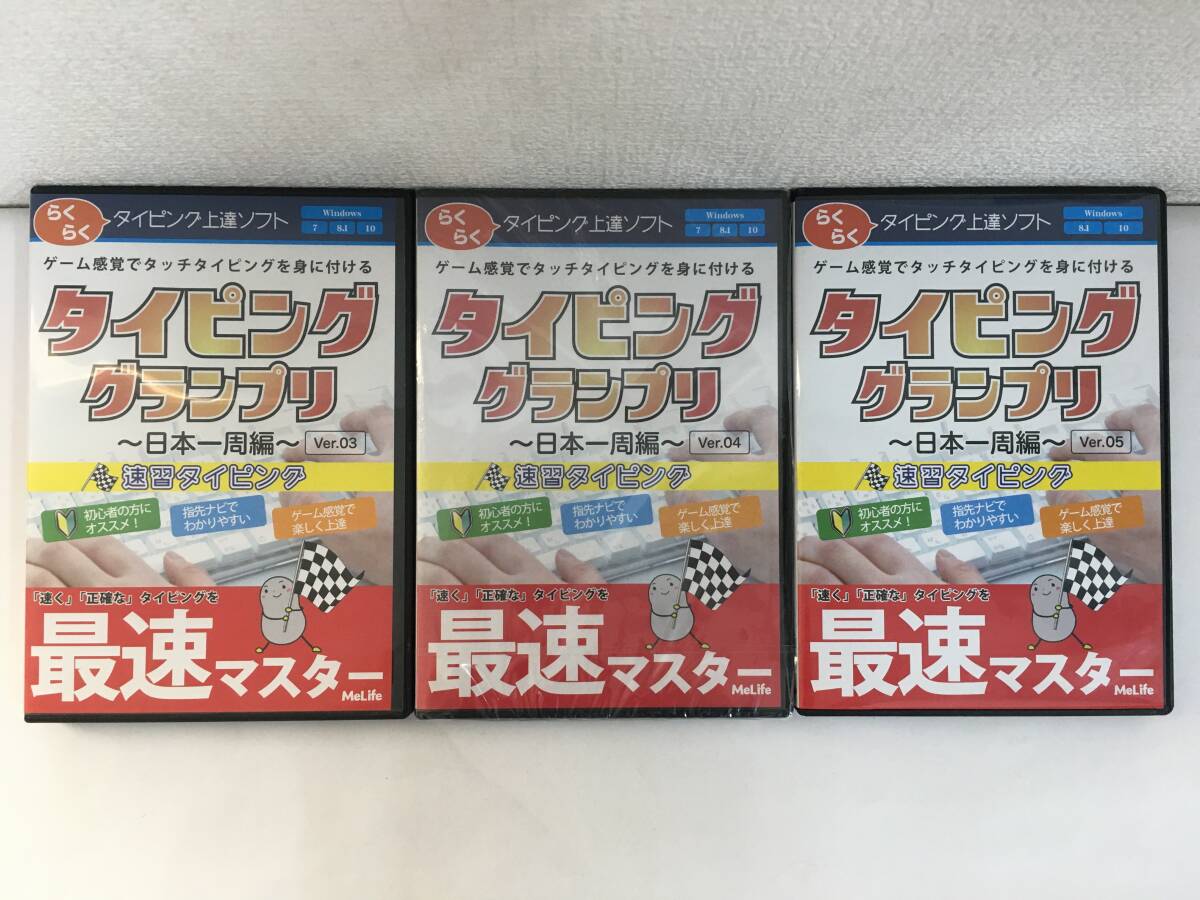 らく
らく
タイピング上達ソフト
Windows
7 8.1 10
ゲーム感覚でタッチタイピングを身に付ける
タイピング
グランプリ
〜日本一周編〜 Ver.03
速習タイピング
初心者の方に
オススメ！
指先ナビで
わかりやすい
ゲーム感覚で
楽しく上達
「速く」「正確な」タイピングを
最速マスター
MeLife
らく
らく
タイピング上達ソフト
Windows
7 8.1 10
ゲーム感覚でタッチタイピングを身に付ける
タイピング
グランプリ
〜日本一周編〜 Ver.04
速習タイピング
初心者の方に
オススメ！
指先ナビで
わかりやすい
ゲーム感覚で
楽しく上達
「速く」「正確な」タイピングを
最速マスター
MeLife
らく
らく
タイピング上達ソフト
Windows
8.1 10
ゲーム感覚でタッチタイピングを身に付ける
タイピング
グランプリ
〜日本一周編〜 Ver.05
速習タイピング
初心者の方に
オススメ！
指先ナビで
わかりやすい
ゲーム感覚で
楽しく上達
「速く」「正確な」タイピングを
最速マスター
MeLife